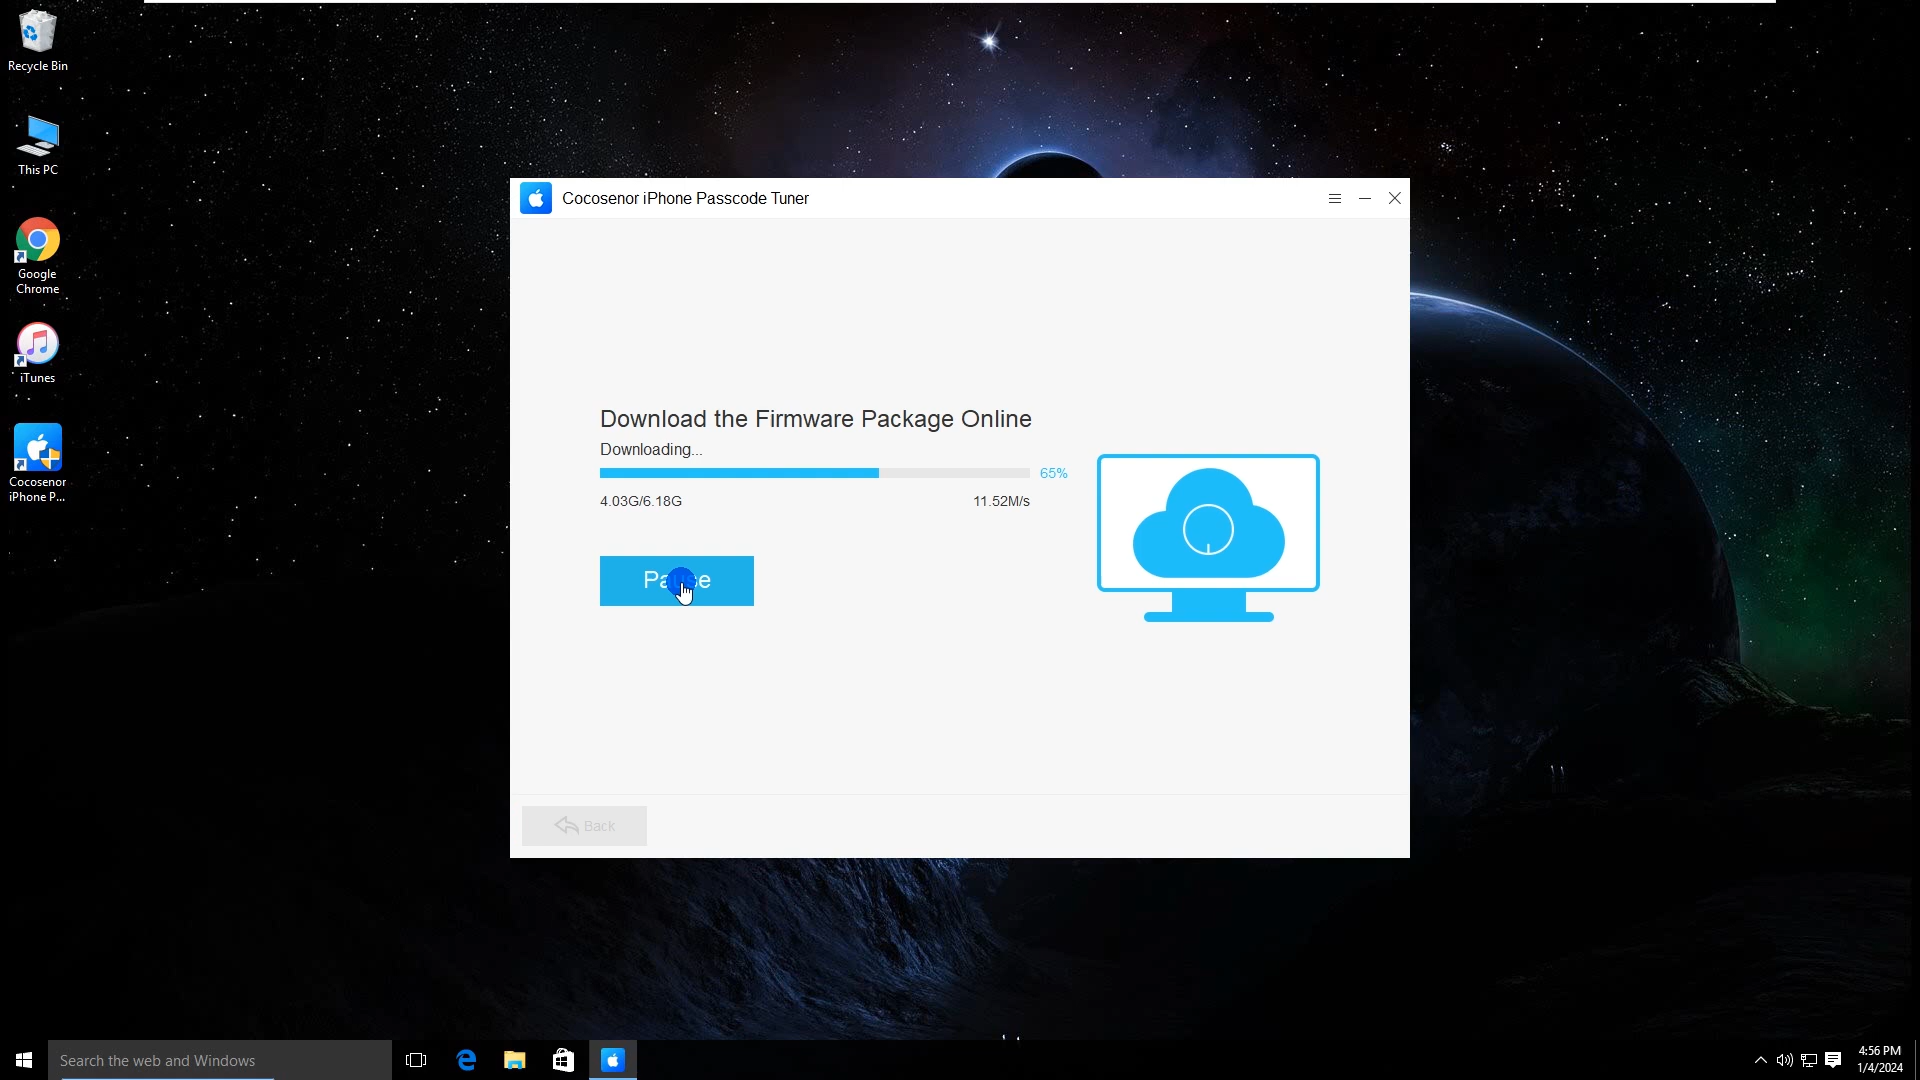 Recycle Bin
This PC
Google
Chrome
iTunes
Cocosenor
iPhone P...
Cocosenor iPhone Passcode Tuner
Download the Firmware Package Online
Downloading...
65%
4.03G/6.18G
11.52M/s
Pause
Back
Search the web and Windows
4:56 PM
1/4/2024